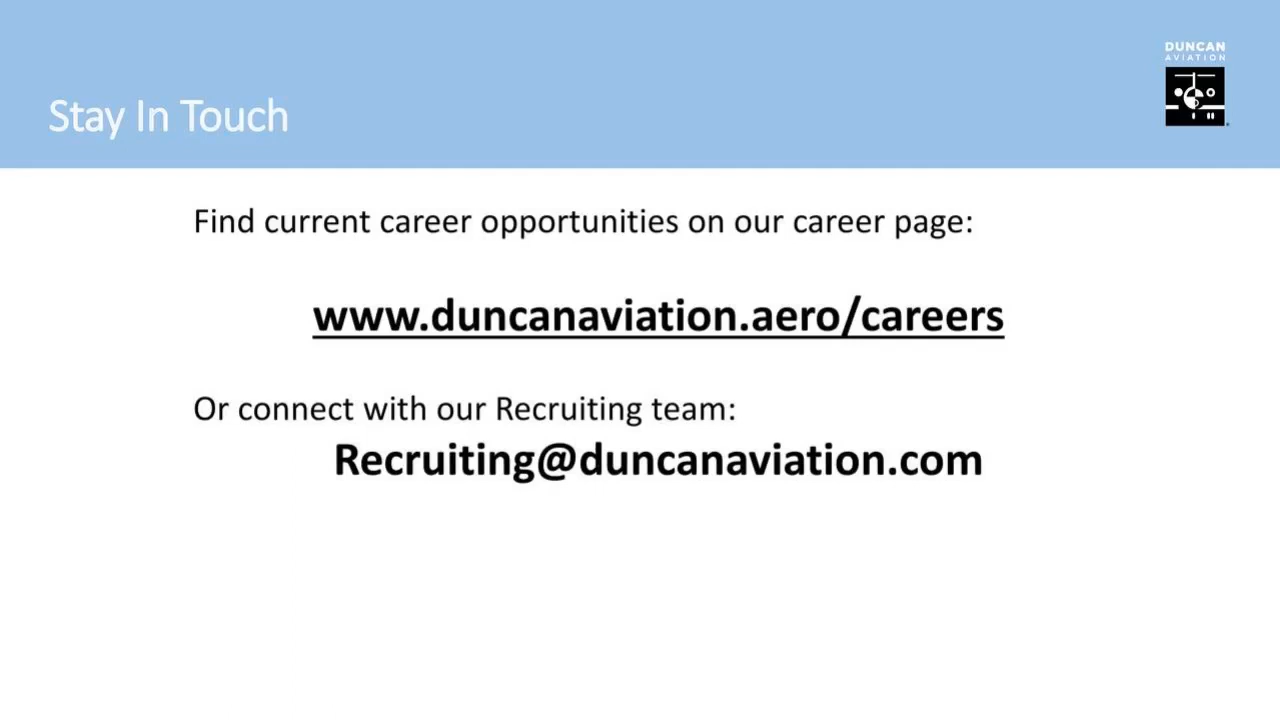 DUNCAN
AVIATION
Stay In Touch
Find current career opportunities on our career page:
www.duncanaviation.aero/careers
Or connect with our Recruiting team:
Recruiting@duncanaviation.com